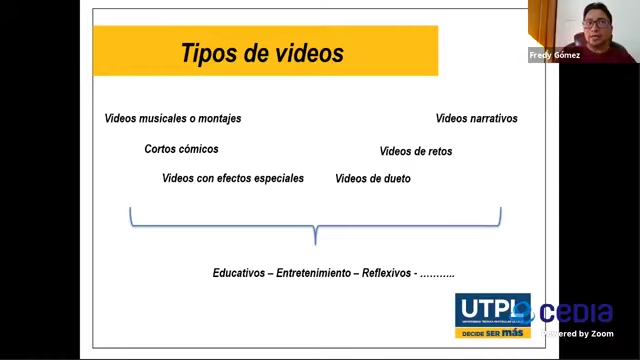 Tipos de videos
Fredy Gómez
Videos musicales o montajes
Videos narrativos
Cortos cómicos
Videos de retos
Videos con efectos especiales
Videos de dueto
Educativos – Entretenimiento – Reflexivos - ………..
UTPL
DECIDE SER más
cedia
Powered by Zoom